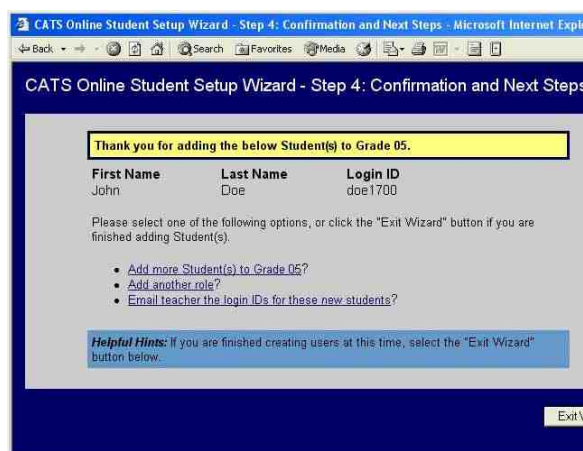 CATS Online Student Setup Wizard - Step 4: Confirmation and Next Steps - Microsoft Internet Expl
Back Search Favorites Media
CATS Online Student Setup Wizard - Step 4: Confirmation and Next Steps
Thank you for adding the below Student(s) to Grade 05.
First Name Last Name Login ID
John Doe doe1700
Please select one of the following options, or click the "Exit Wizard" button if you are
finished adding Student(s).
Add more Student(s) to Grade 05?
Add another role?
Email teacher the login IDs for these new students?
Helpful Hints: If you are finished creating users at this time, select the "Exit Wizard"
button below.
Exit